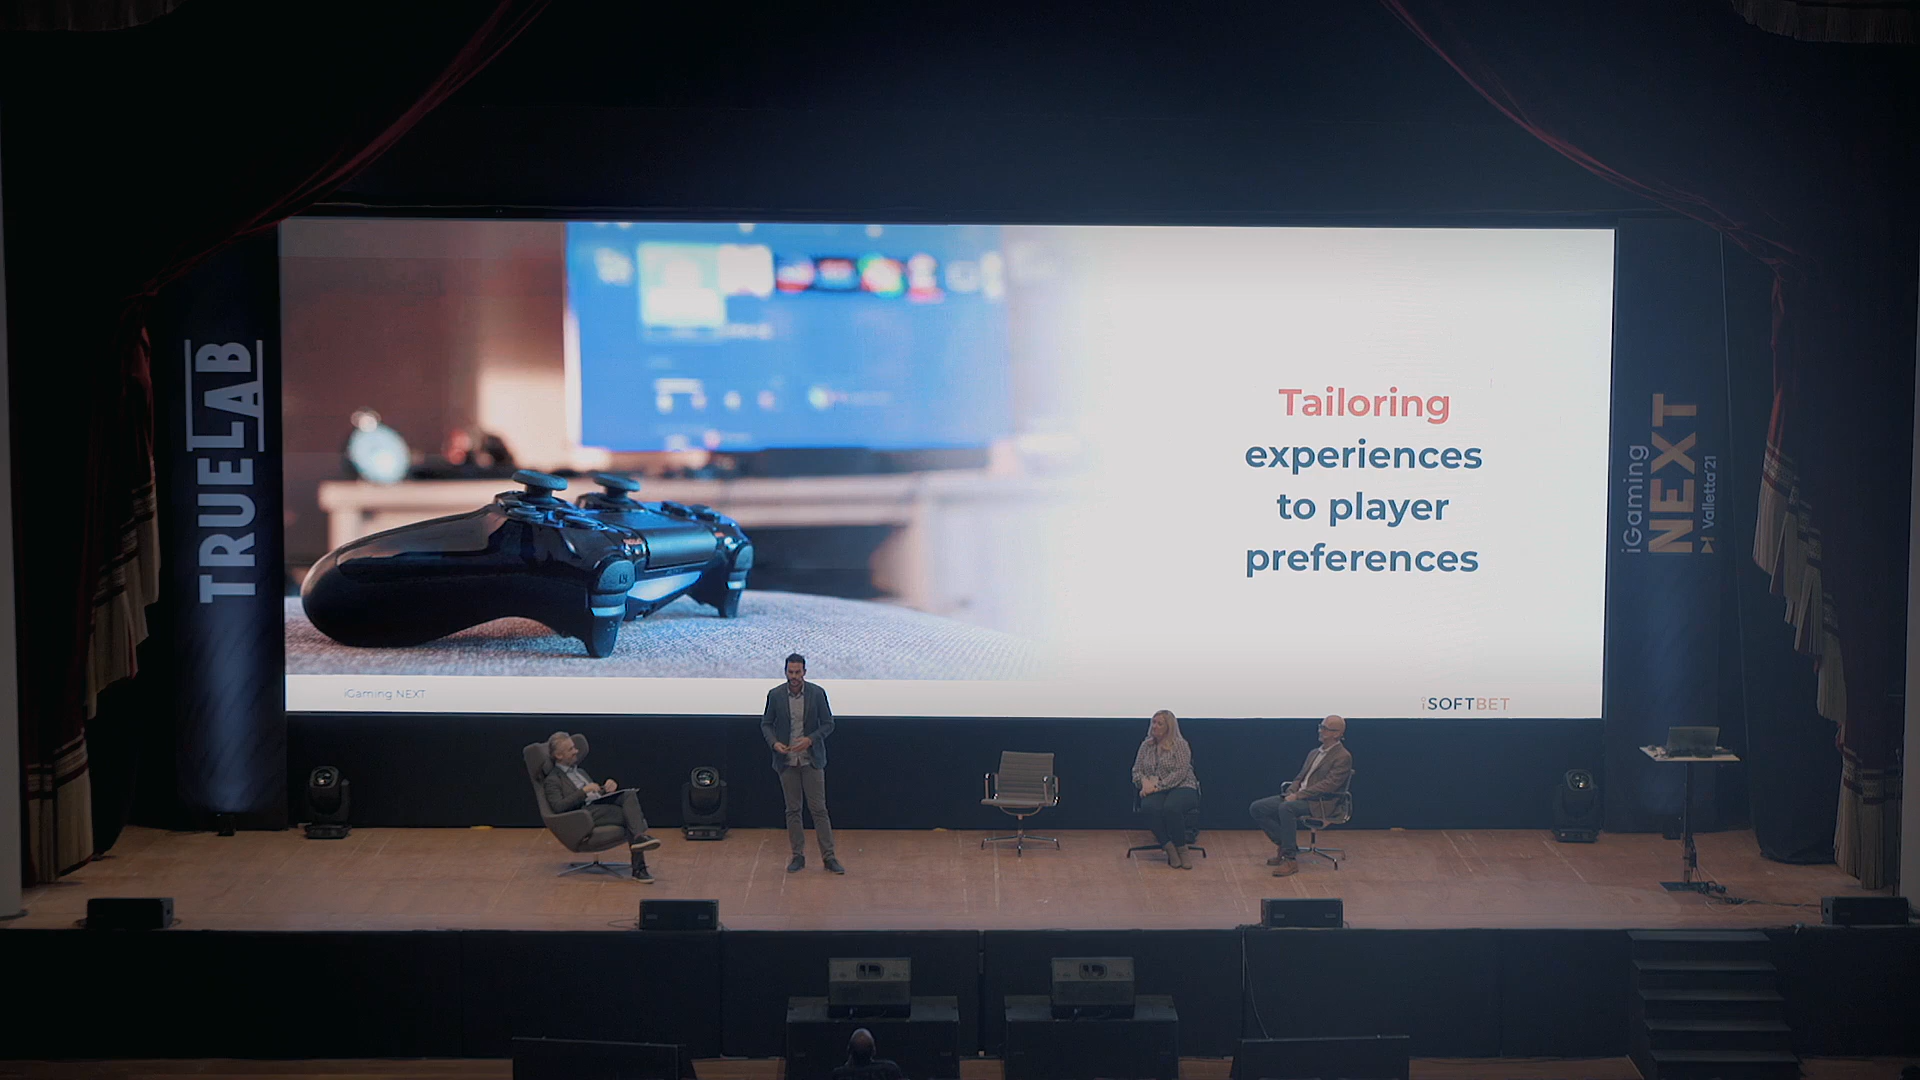 TRUELAB
Tailoring
experiences
to player
preferences
iGaming NEXT
iSOFTBET
iGaming
NEXT
Valletta'21